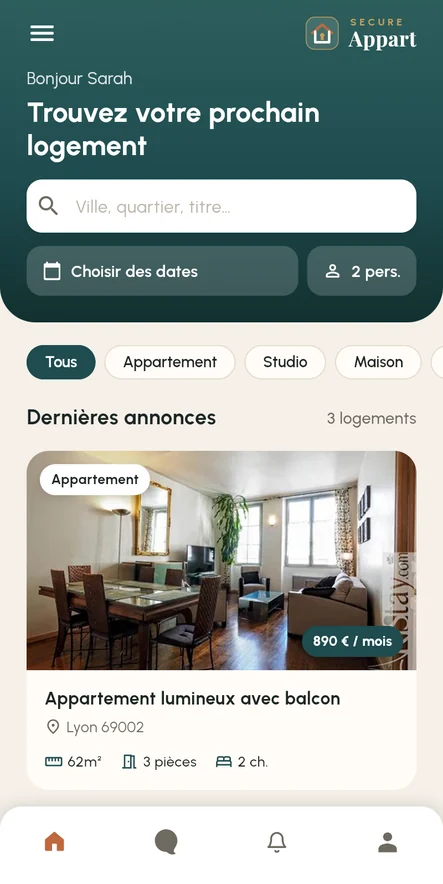 SECURE
Appart
Bonjour Sarah
Trouvez votre prochain
logement
Ville, quartier, titre...
Choisir des dates
2 pers.
Tous
Appartement
Studio
Maison
Dernières annonces
3 logements
Appartement
890 € / mois
Appartement lumineux avec balcon
Lyon 69002
62m²
3 pièces
2 ch.